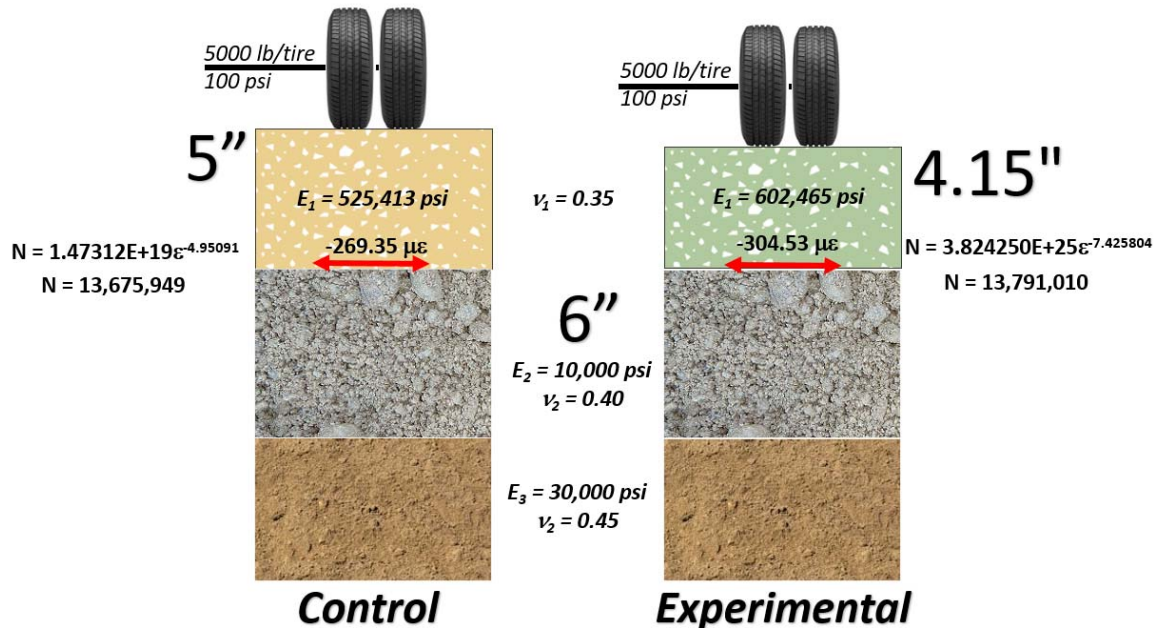 5000 lb/tire
100 psi
5000 lb/tire
100 psi
5”
4.15"
E₁ = 525,413 psi
ν₁ = 0.35
E₁ = 602,465 psi
-269.35 με
-304.53 με
N = 1.47312E+19ε^-4.95091
N = 13,675,949
N = 3.824250E+25ε^-7.425804
N = 13,791,010
6”
E₂ = 10,000 psi
ν₂ = 0.40
E₃ = 30,000 psi
ν₂ = 0.45
Control
Experimental